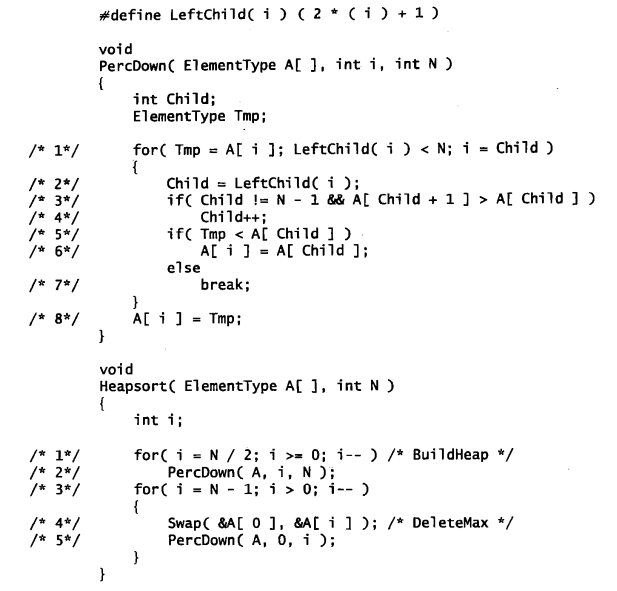 #define LeftChild( i ) ( 2 * ( i ) + 1 )
void
PercDown( ElementType A[ ], int i, int N )
{
int Child;
ElementType Tmp;
/* 1*/ for( Tmp = A[ i ]; LeftChild( i ) < N; i = Child )
{
/* 2*/ Child = LeftChild( i );
/* 3*/ if( Child != N - 1 && A[ Child + 1 ] > A[ Child ] )
/* 4*/ Child++;
/* 5*/ if( Tmp < A[ Child ] )
/* 6*/ A[ i ] = A[ Child ];
else
/* 7*/ break;
}
/* 8*/ A[ i ] = Tmp;
}
void
Heapsort( ElementType A[ ], int N )
{
int i;
/* 1*/ for( i = N / 2; i >= 0; i-- ) /* BuildHeap */
/* 2*/ PercDown( A, i, N );
/* 3*/ for( i = N - 1; i > 0; i-- )
{
/* 4*/ Swap( &A[ 0 ], &A[ i ] ); /* DeleteMax */
/* 5*/ PercDown( A, 0, i );
}
}